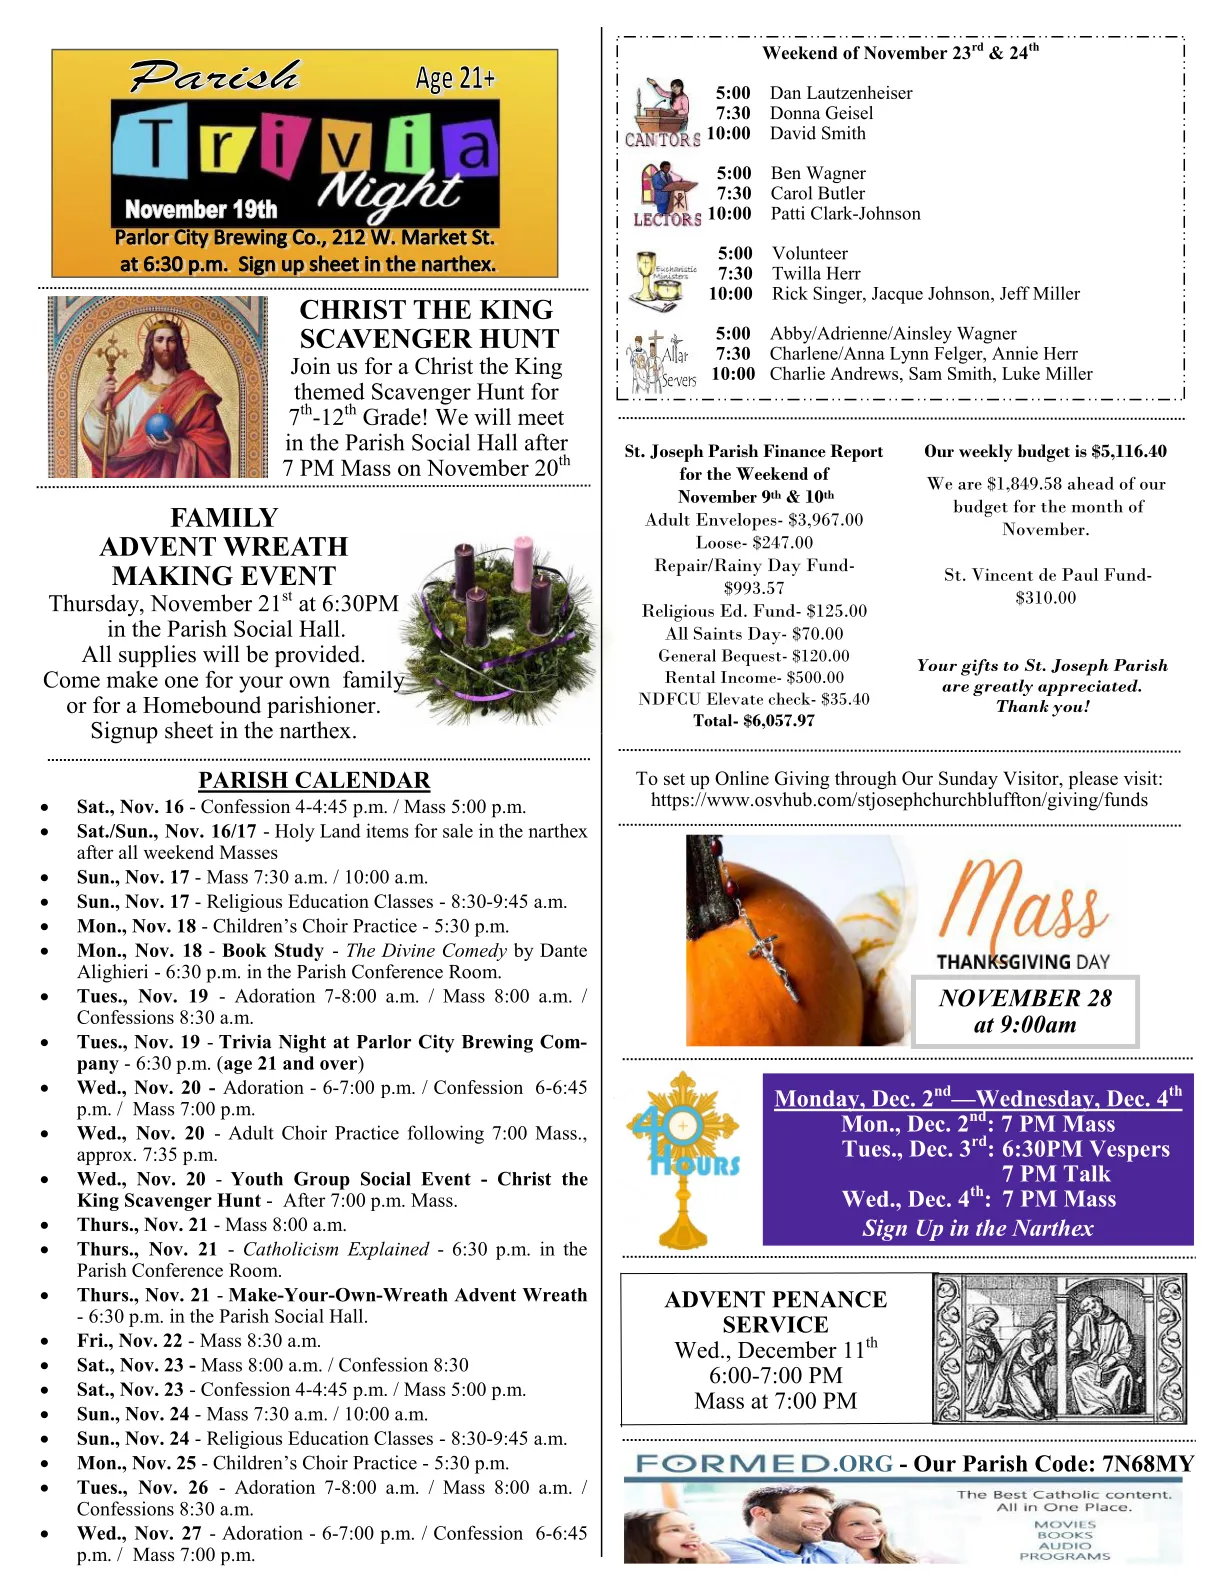 Parish
Age 21+
Trivia
Night
November 19th
Parlor City Brewing Co., 212 W. Market St.
at 6:30 p.m. Sign up sheet in the narthex.
CHRIST THE KING
SCAVENGER HUNT
Join us for a Christ the King
themed Scavenger Hunt for
7th-12th Grade! We will meet
in the Parish Social Hall after
7 PM Mass on November 20th
FAMILY
ADVENT WREATH
MAKING EVENT
Thursday, November 21st at 6:30PM
in the Parish Social Hall.
All supplies will be provided.
Come make one for your own family
or for a Homebound parishioner.
Signup sheet in the narthex.
PARISH CALENDAR
• Sat., Nov. 16 - Confession 4-4:45 p.m. / Mass 5:00 p.m.
• Sat./Sun., Nov. 16/17 - Holy Land items for sale in the narthex
after all weekend Masses
• Sun., Nov. 17 - Mass 7:30 a.m. / 10:00 a.m.
• Sun., Nov. 17 - Religious Education Classes - 8:30-9:45 a.m.
• Mon., Nov. 18 - Children's Choir Practice - 5:30 p.m.
• Mon., Nov. 18 - Book Study - The Divine Comedy by Dante
Alighieri - 6:30 p.m. in the Parish Conference Room.
• Tues., Nov. 19 - Adoration 7-8:00 a.m. / Mass 8:00 a.m. /
Confessions 8:30 a.m.
• Tues., Nov. 19 - Trivia Night at Parlor City Brewing Com-
pany - 6:30 p.m. (age 21 and over)
• Wed., Nov. 20 - Adoration - 6-7:00 p.m. / Confession 6-6:45
p.m. / Mass 7:00 p.m.
• Wed., Nov. 20 - Adult Choir Practice following 7:00 Mass.,
approx. 7:35 p.m.
• Wed., Nov. 20 - Youth Group Social Event - Christ the
King Scavenger Hunt - After 7:00 p.m. Mass.
• Thurs., Nov. 21 - Mass 8:00 a.m.
• Thurs., Nov. 21 - Catholicism Explained - 6:30 p.m. in the
Parish Conference Room.
• Thurs., Nov. 21 - Make-Your-Own-Wreath Advent Wreath
- 6:30 p.m. in the Parish Social Hall.
• Fri., Nov. 22 - Mass 8:30 a.m.
• Sat., Nov. 23 - Mass 8:00 a.m. / Confession 8:30
• Sat., Nov. 23 - Confession 4-4:45 p.m. / Mass 5:00 p.m.
• Sun., Nov. 24 - Mass 7:30 a.m. / 10:00 a.m.
• Sun., Nov. 24 - Religious Education Classes - 8:30-9:45 a.m.
• Mon., Nov. 25 - Children's Choir Practice - 5:30 p.m.
• Tues., Nov. 26 - Adoration - 7-8:00 a.m. / Mass 8:00 a.m. /
Confessions 8:30 a.m.
• Wed., Nov. 27 - Adoration - 6-7:00 p.m. / Confession 6-6:45
p.m. / Mass 7:00 p.m.
Weekend of November 23rd & 24th
CANTORS
5:00 Dan Lautzenheiser
7:30 Donna Geisel
10:00 David Smith
LECTORS
5:00 Ben Wagner
7:30 Carol Butler
10:00 Patti Clark-Johnson
Eucharistic
Ministers
5:00 Volunteer
7:30 Twilla Herr
10:00 Rick Singer, Jacque Johnson, Jeff Miller
Altar
Servers
5:00 Abby/Adrienne/Ainsley Wagner
7:30 Charlene/Anna Lynn Felger, Annie Herr
10:00 Charlie Andrews, Sam Smith, Luke Miller
St. Joseph Parish Finance Report
for the Weekend of
November 9th & 10th
Adult Envelopes- $3,967.00
Loose- $247.00
Repair/Rainy Day Fund-
$993.57
Religious Ed. Fund- $125.00
All Saints Day- $70.00
General Bequest- $120.00
Rental Income- $500.00
NDFCU Elevate check- $35.40
Total- $6,057.97
Our weekly budget is $5,116.40
We are $1,849.58 ahead of our
budget for the month of
November.
St. Vincent de Paul Fund-
$310.00
Your gifts to St. Joseph Parish
are greatly appreciated.
Thank you!
To set up Online Giving through Our Sunday Visitor, please visit:
https://www.osvhub.com/stjosephchurchbluffton/giving/funds
Mass
THANKSGIVING DAY
NOVEMBER 28
at 9:00am
40
HOURS
Monday, Dec. 2nd—Wednesday, Dec. 4th
Mon., Dec. 2nd: 7 PM Mass
Tues., Dec. 3rd: 6:30PM Vespers
7 PM Talk
Wed., Dec. 4th: 7 PM Mass
Sign Up in the Narthex
ADVENT PENANCE
SERVICE
Wed., December 11th
6:00-7:00 PM
Mass at 7:00 PM
FORMED.ORG - Our Parish Code: 7N68MY
The Best Catholic content.
All in One Place.
MOVIES
BOOKS
AUDIO
PROGRAMS